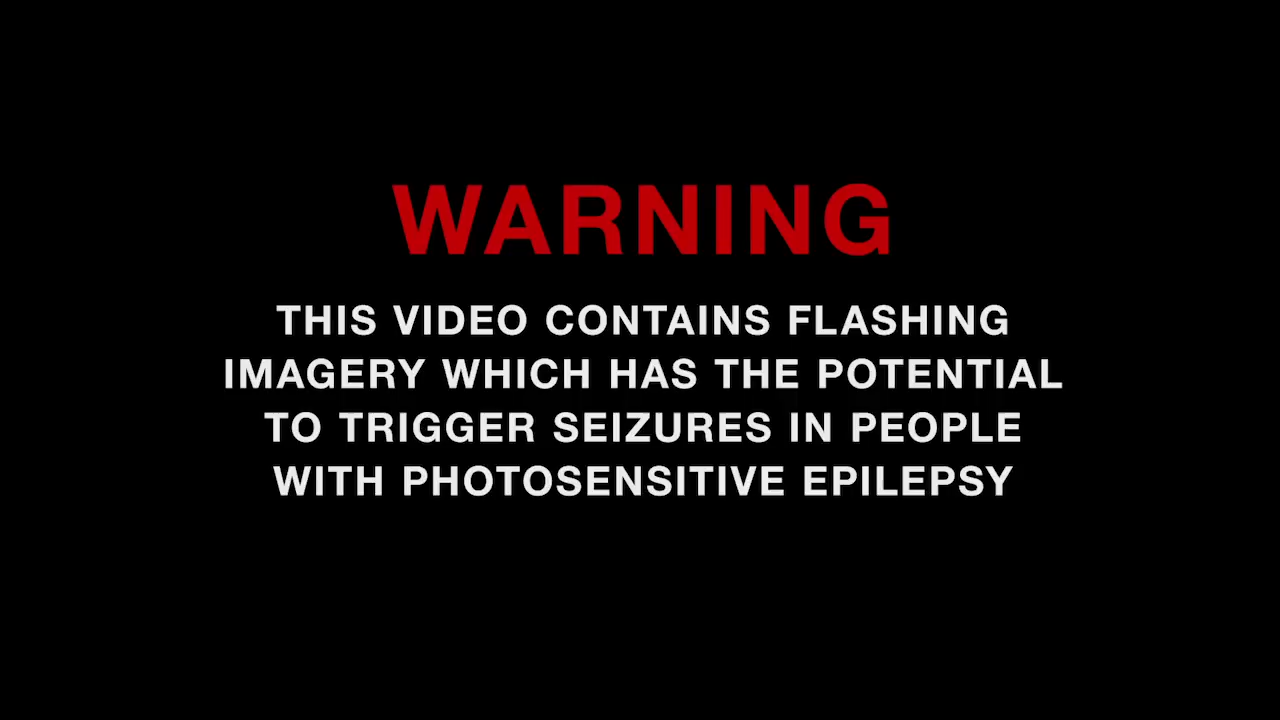 WARNING
THIS VIDEO CONTAINS FLASHING
IMAGERY WHICH HAS THE POTENTIAL
TO TRIGGER SEIZURES IN PEOPLE
WITH PHOTOSENSITIVE EPILEPSY